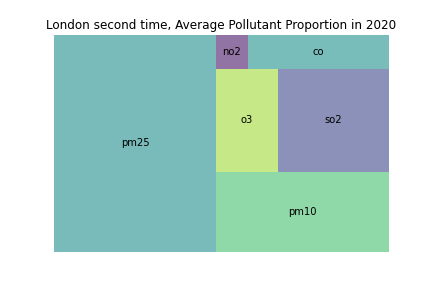 London second time, Average Pollutant Proportion in 2020
no2
co
o3
so2
pm25
pm10